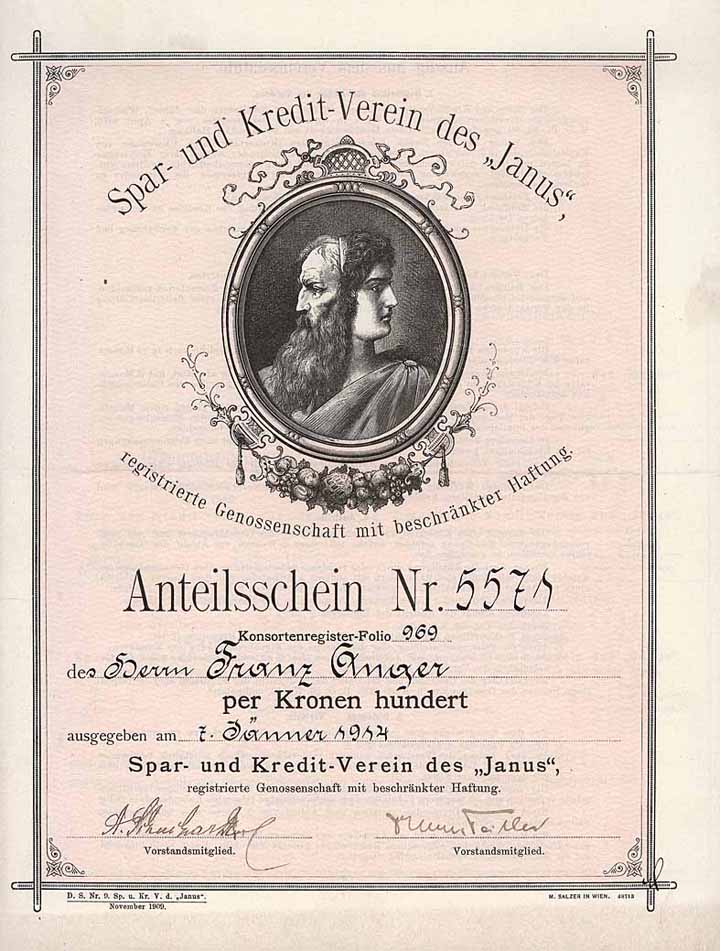 Spar- und Kredit-Verein des „Janus“,
registrierte Genossenschaft mit beschränkter Haftung.
Anteilsschein Nr. 5571
Konsortenregister-Folio 969
des Herrn Franz Anger
per Kronen hundert
ausgegeben am 7. Jänner 1914
Spar- und Kredit-Verein des „Janus“,
registrierte Genossenschaft mit beschränkter Haftung.
Vorstandsmitglied. Vorstandsmitglied.
D. S. Nr. 9. Sp. u. Kr. V. d. „Janus“. M. SALZER IN WIEN.
November 1909.